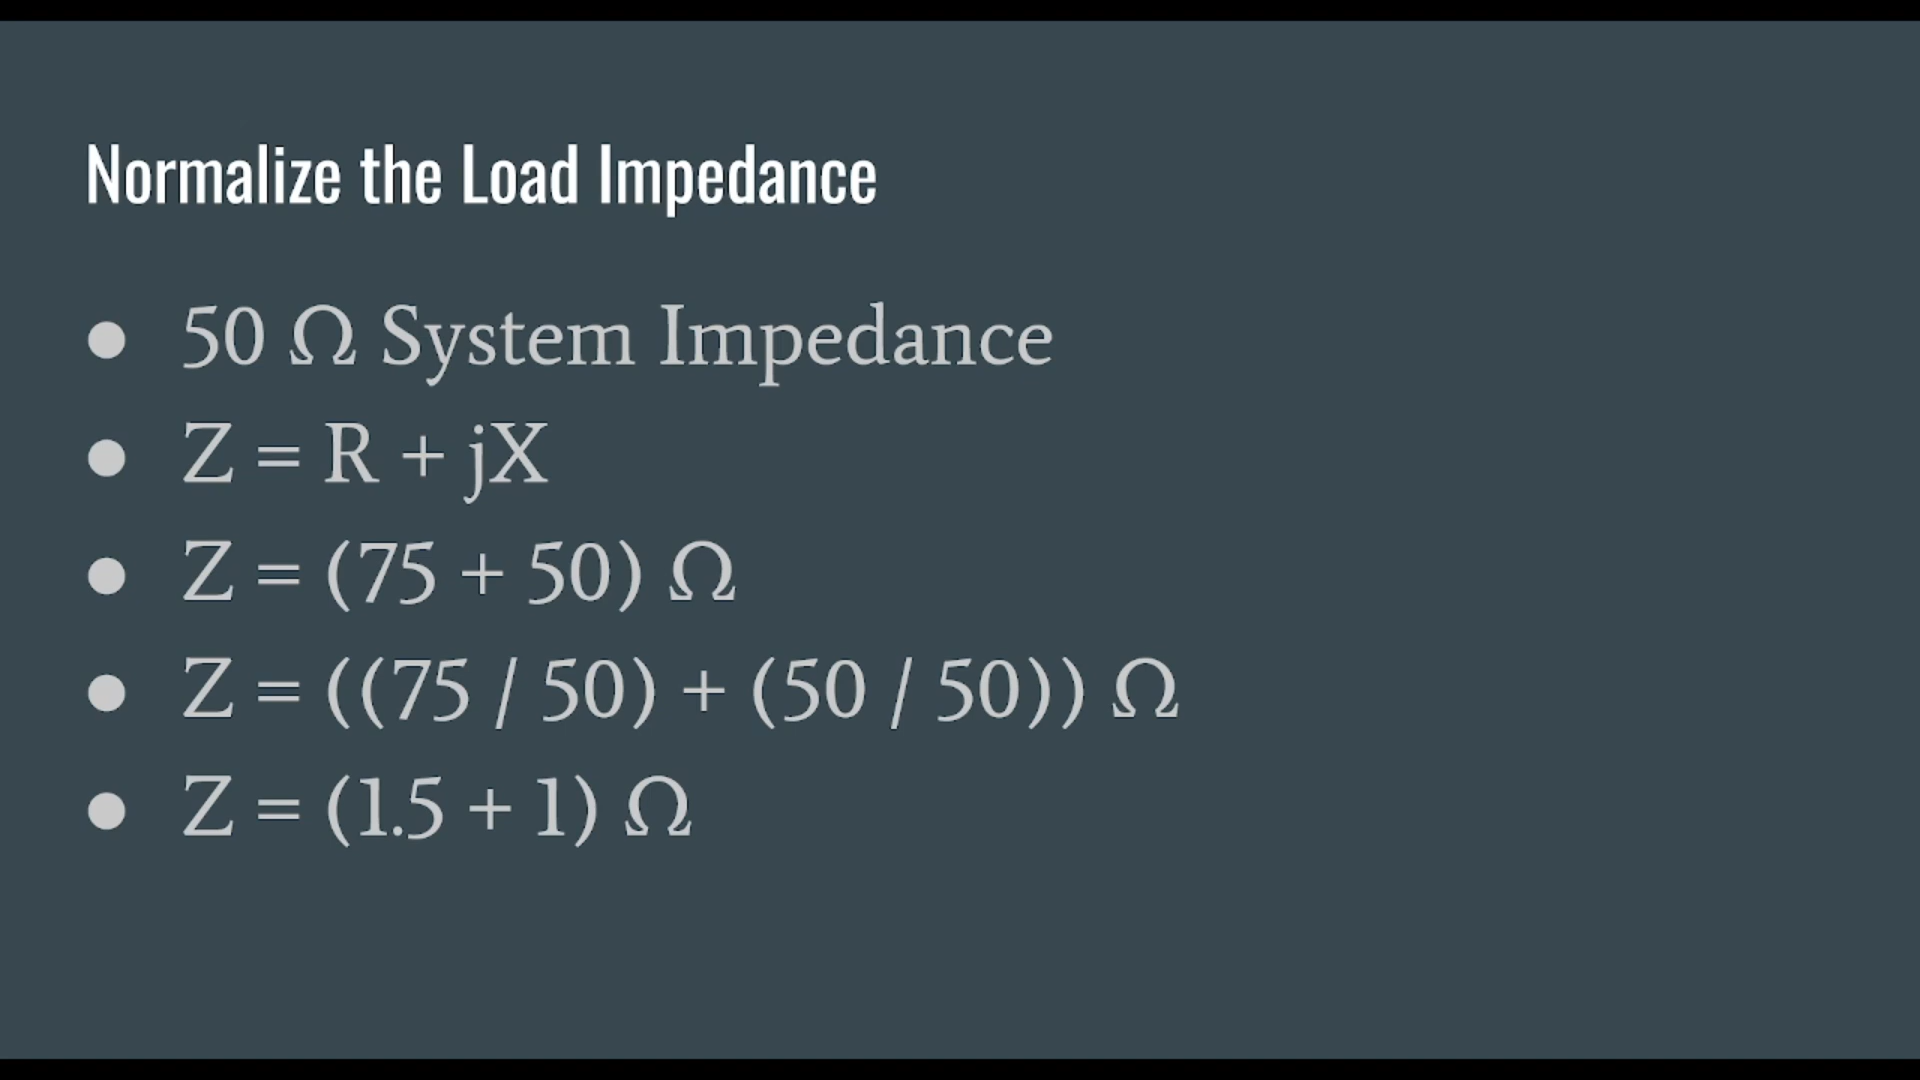 Normalize the Load Impedance
● 50 Ω System Impedance
● Z = R + jX
● Z = (75 + 50) Ω
● Z = ((75 / 50) + (50 / 50)) Ω
● Z = (1.5 + 1) Ω